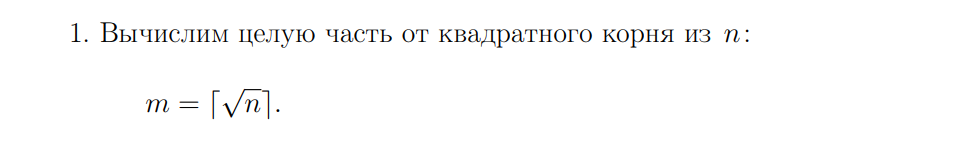 1. Вычислим целую часть от квадратного корня из n:
m = ⌈√n⌉.